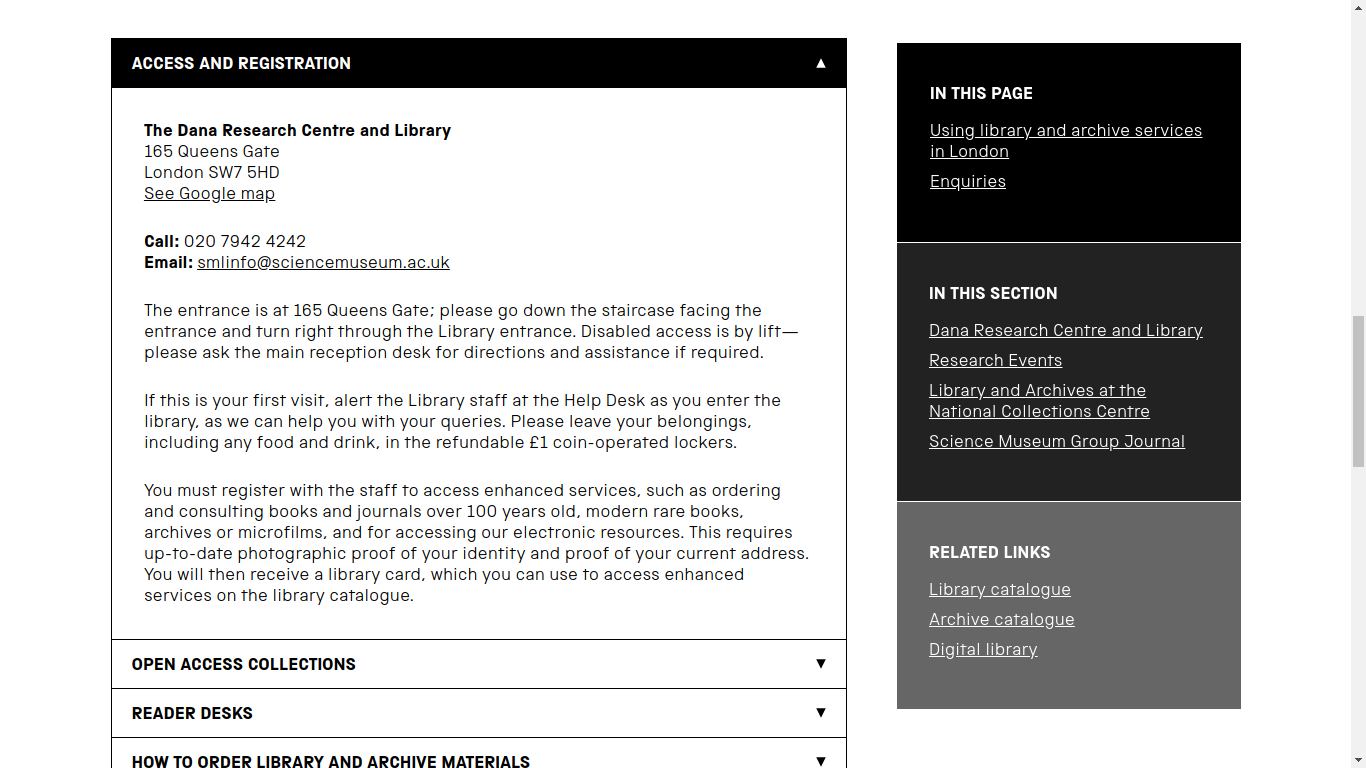 ACCESS AND REGISTRATION ▲
The Dana Research Centre and Library
165 Queens Gate
London SW7 5HD
See Google map
Call: 020 7942 4242
Email: smlinfo@sciencemuseum.ac.uk
The entrance is at 165 Queens Gate; please go down the staircase facing the
entrance and turn right through the Library entrance. Disabled access is by lift—
please ask the main reception desk for directions and assistance if required.
If this is your first visit, alert the Library staff at the Help Desk as you enter the
library, as we can help you with your queries. Please leave your belongings,
including any food and drink, in the refundable £1 coin-operated lockers.
You must register with the staff to access enhanced services, such as ordering
and consulting books and journals over 100 years old, modern rare books,
archives or microfilms, and for accessing our electronic resources. This requires
up-to-date photographic proof of your identity and proof of your current address.
You will then receive a library card, which you can use to access enhanced
services on the library catalogue.
OPEN ACCESS COLLECTIONS ▼
READER DESKS ▼
HOW TO ORDER LIBRARY AND ARCHIVE MATERIALS ▼
IN THIS PAGE
Using library and archive services
in London
Enquiries
IN THIS SECTION
Dana Research Centre and Library
Research Events
Library and Archives at the
National Collections Centre
Science Museum Group Journal
RELATED LINKS
Library catalogue
Archive catalogue
Digital library